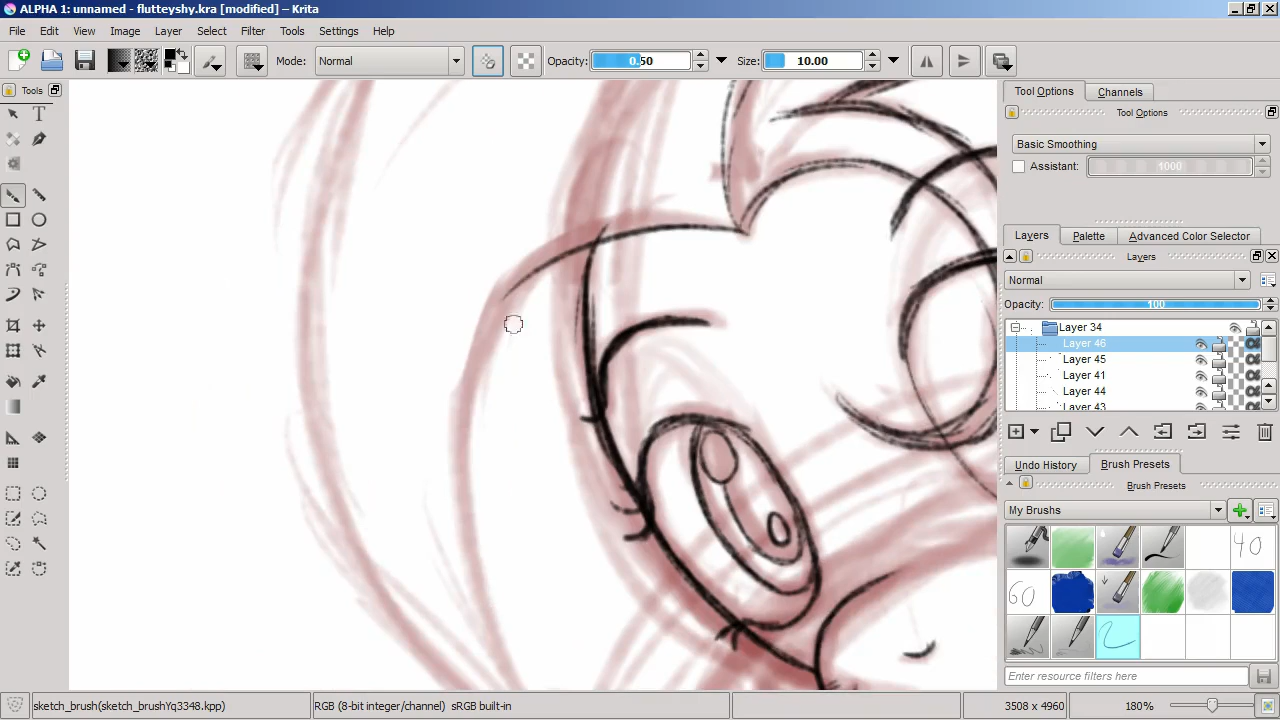 ALPHA 1: unnamed - flutteyshy.kra [modified] – Krita
File Edit View Image Layer Select Filter Tools Settings Help
Mode: Normal Opacity: 0.50 Size: 10.00
Tools
Tool Options Channels
Tool Options
Basic Smoothing
Assistant: 1000
Layers Palette Advanced Color Selector
Layers
Normal
Opacity: 100
Layer 34
Layer 46
Layer 45
Layer 41
Layer 44
Layer 43
Undo History Brush Presets
Brush Presets
My Brushes
40
60
Enter resource filters here
sketch_brush(sketch_brushYq3348.kpp) RGB (8-bit integer/channel) sRGB built-in 3508 x 4960 180%